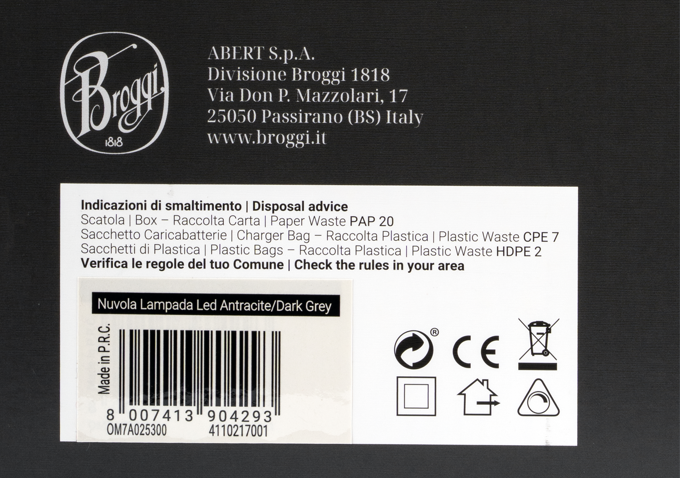 Broggi
1818
ABERT S.p.A.
Divisione Broggi 1818
Via Don P. Mazzolari, 17
25050 Passirano (BS) Italy
www.broggi.it
Indicazioni di smaltimento | Disposal advice
Scatola | Box – Raccolta Carta | Paper Waste PAP 20
Sacchetto Caricabatterie | Charger Bag – Raccolta Plastica | Plastic Waste CPE 7
Sacchetti di Plastica | Plastic Bags – Raccolta Plastica | Plastic Waste HDPE 2
Verifica le regole del tuo Comune | Check the rules in your area
Nuvola Lampada Led Antracite/Dark Grey
Made in P.R.C.
8 007413 904293
OM7A025300 4110217001
®
CE